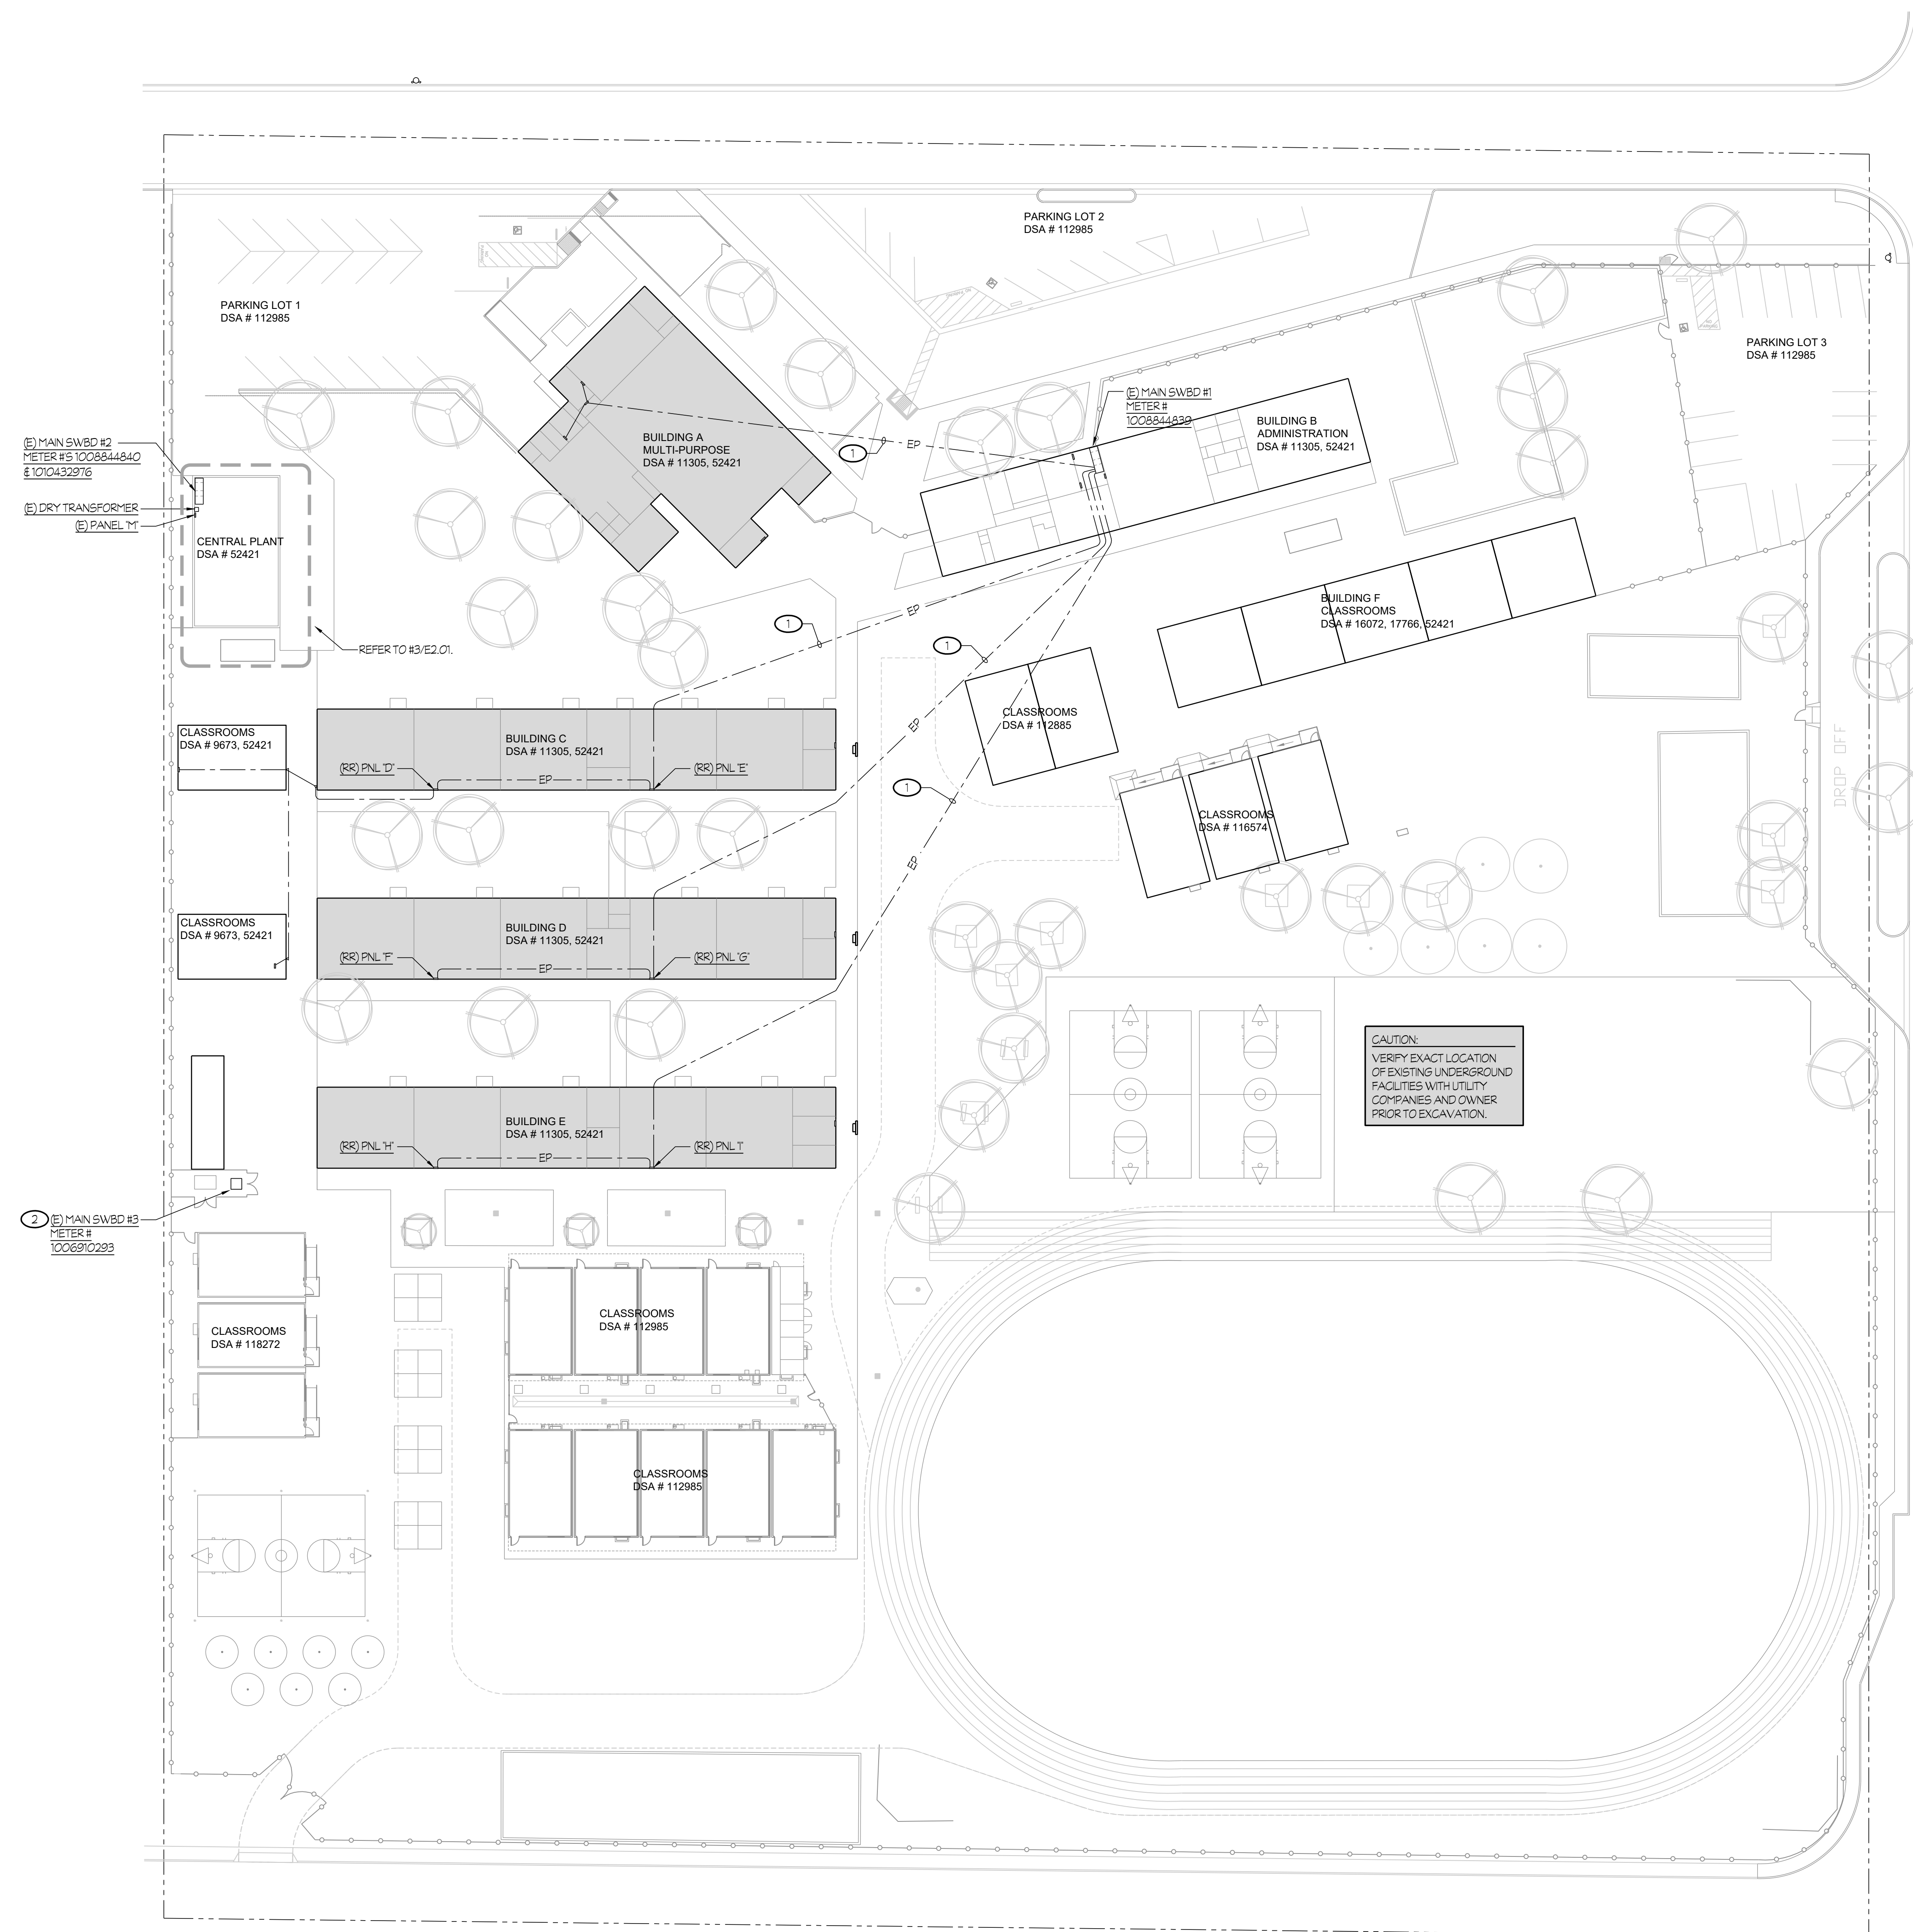 PARKING LOT 2
DSA # 112985
PARKING LOT 1
DSA # 112985
PARKING LOT 3
DSA # 112985
(E) MAIN SWBD #1
METER #
1008844839
BUILDING B
ADMINISTRATION
DSA # 11305, 52421
BUILDING A
MULTI-PURPOSE
DSA # 11305, 52421
1
EP
(E) MAIN SWBD #2
METER #'S 1008844840
& 1010432976
(E) DRY TRANSFORMER
(E) PANEL "M"
CENTRAL PLANT
DSA # 52421
REFER TO #3/E2.01.
EP
1
1
BUILDING F
CLASSROOMS
DSA # 16072, 17766, 52421
CLASSROOMS
DSA # 112885
CLASSROOMS
DSA # 9673, 52421
BUILDING C
DSA # 11305, 52421
(RR) PNL "D"
EP
(RR) PNL "E"
EP
1
EP
CLASSROOMS
DSA # 116574
DROP OFF
CLASSROOMS
DSA # 9673, 52421
BUILDING D
DSA # 11305, 52421
(RR) PNL "F"
EP
(RR) PNL "G"
CAUTION:
VERIFY EXACT LOCATION
OF EXISTING UNDERGROUND
FACILITIES WITH UTILITY
COMPANIES AND OWNER
PRIOR TO EXCAVATION.
BUILDING E
DSA # 11305, 52421
(RR) PNL "H"
EP
(RR) PNL "I"
2
(E) MAIN SWBD #3
METER #
1006910293
CLASSROOMS
DSA # 118272
CLASSROOMS
DSA # 112985
CLASSROOMS
DSA # 112985